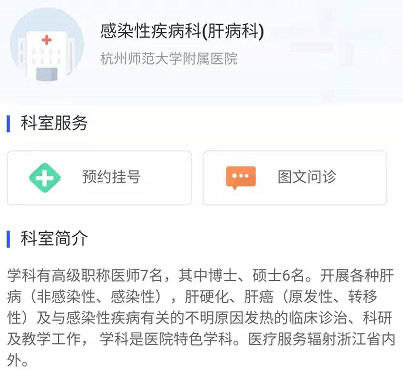 感染性疾病科(肝病科)
杭州师范大学附属医院
科室服务
预约挂号
图文问诊
科室简介
学科有高级职称医师7名，其中博士、硕士6名。开展各种肝
病（非感染性、感染性），肝硬化、肝癌（原发性、转移
性）及与感染性疾病有关的不明原因发热的临床诊治、科研
及教学工作， 学科是医院特色学科。医疗服务辐射浙江省内
外。